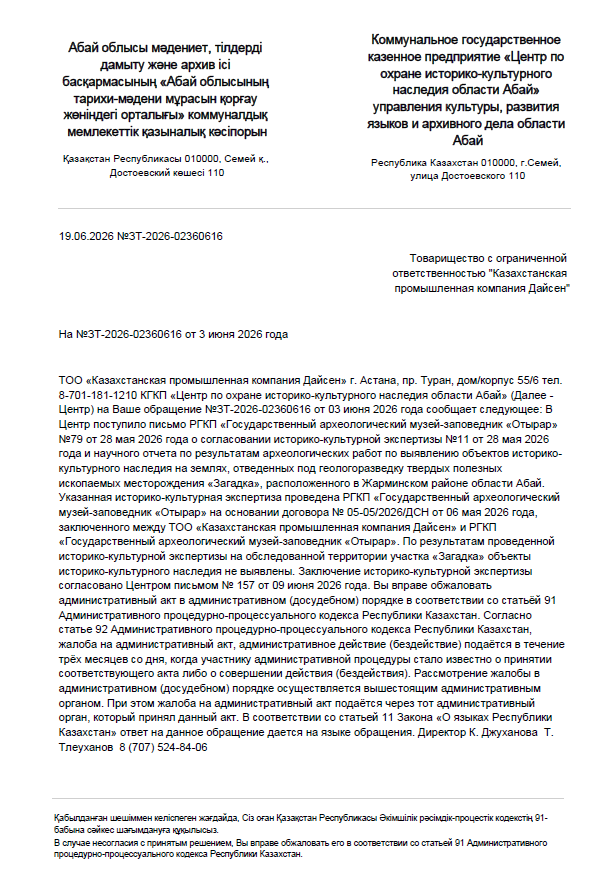 Абай облысы мәдениет, тілдерді
дамыту және архив ісі
басқармасының «Абай облысының
тарихи-мәдени мұрасын қорғау
жөніндегі орталығы» коммуналдық
мемлекеттік қазыналық кәсіпорын
Қазақстан Республикасы 010000, Семей қ.,
Достоевский көшесі 110
Коммунальное государственное
казенное предприятие «Центр по
охране историко-культурного
наследия области Абай»
управления культуры, развития
языков и архивного дела области
Абай
Республика Казахстан 010000, г.Семей,
улица Достоевского 110
19.06.2026 №ЗТ-2026-02360616
Товарищество с ограниченной
ответственностью "Казахстанская
промышленная компания Дайсен"
На №ЗТ-2026-02360616 от 3 июня 2026 года
ТОО «Казахстанская промышленная компания Дайсен» г. Астана, пр. Туран, дом/корпус 55/6 тел.
8-701-181-1210 КГКП «Центр по охране историко-культурного наследия области Абай» (Далее -
Центр) на Ваше обращение №ЗТ-2026-02360616 от 03 июня 2026 года сообщает следующее: В
Центр поступило письмо РГКП «Государственный археологический музей-заповедник «Отырар»
№79 от 28 мая 2026 года о согласовании историко-культурной экспертизы №11 от 28 мая 2026
года и научного отчета по результатам археологических работ по выявлению объектов историко-
культурного наследия на землях, отведенных под геологоразведку твердых полезных
ископаемых месторождения «Загадка», расположенного в Жарминском районе области Абай.
Указанная историко-культурная экспертиза проведена РГКП «Государственный археологический
музей-заповедник «Отырар» на основании договора № 05-05/2026/ДСН от 06 мая 2026 года,
заключенного между ТОО «Казахстанская промышленная компания Дайсен» и РГКП
«Государственный археологический музей-заповедник «Отырар». По результатам проведенной
историко-культурной экспертизы на обследованной территории участка «Загадка» объекты
историко-культурного наследия не выявлены. Заключение историко-культурной экспертизы
согласовано Центром письмом № 157 от 09 июня 2026 года. Вы вправе обжаловать
административный акт в административном (досудебном) порядке в соответствии со статьёй 91
Административного процедурно-процессуального кодекса Республики Казахстан. Согласно
статье 92 Административного процедурно-процессуального кодекса Республики Казахстан,
жалоба на административный акт, административное действие (бездействие) подаётся в течение
трёх месяцев со дня, когда участнику административной процедуры стало известно о принятии
соответствующего акта либо о совершении действия (бездействия). Рассмотрение жалобы в
административном (досудебном) порядке осуществляется вышестоящим административным
органом. При этом жалоба на административный акт подаётся через тот административный
орган, который принял данный акт. В соответствии со статьей 11 Закона «О языках Республики
Казахстан» ответ на данное обращение дается на языке обращения. Директор К. Джуханова Т.
Тлеуханов 8 (707) 524-84-06
Қабылданған шешіммен келіспеген жағдайда, Сіз оған Қазақстан Республикасы Әкімшілік рәсімдік-процестік кодекстің 91-
бабына сәйкес шағымдануға құқылысыз.
В случае несогласия с принятым решением, Вы вправе обжаловать его в соответствии со статьей 91 Административного
процедурно-процессуального кодекса Республики Казахстан.